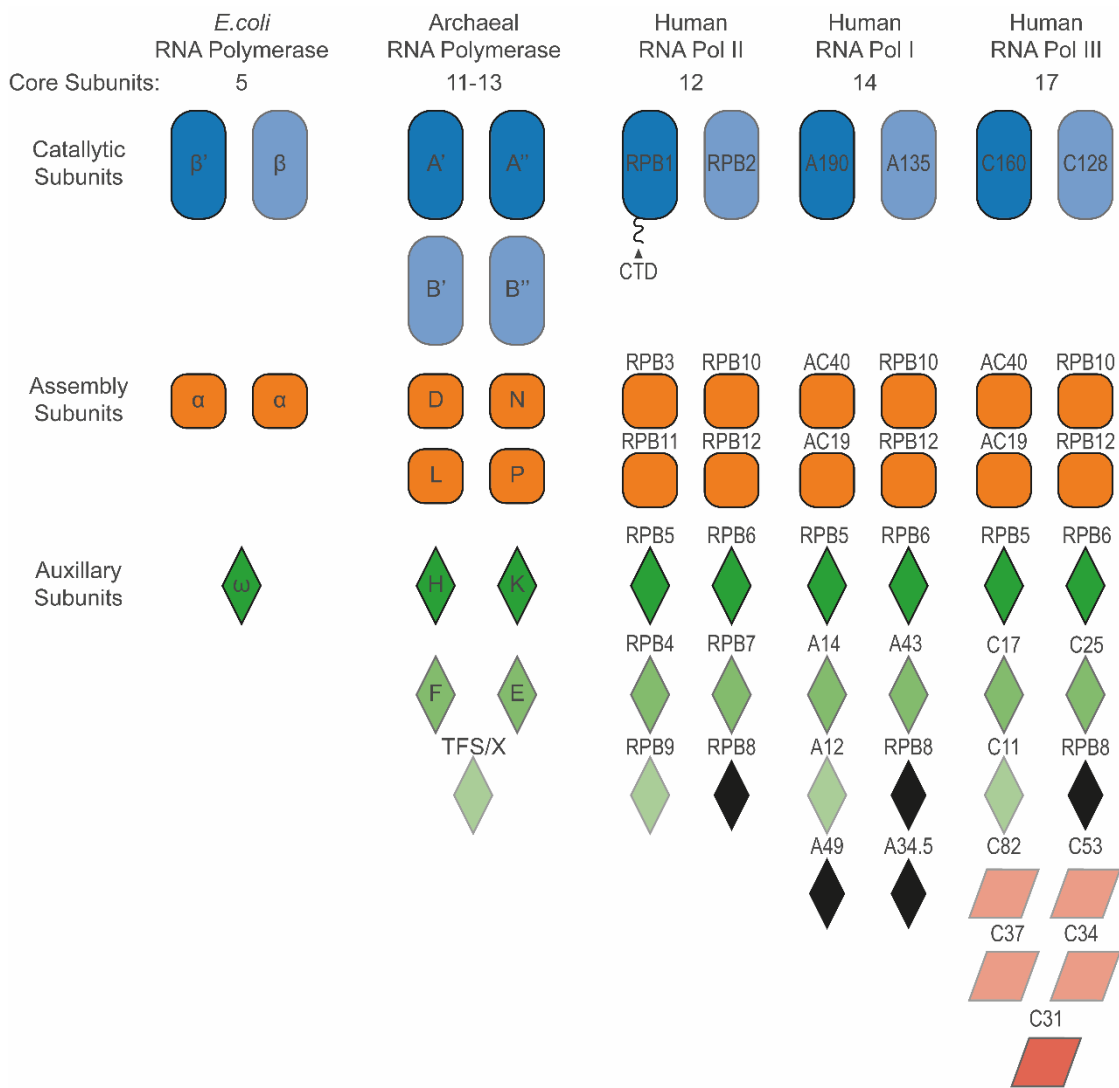 E.coli RNA Polymerase
Archaeal RNA Polymerase
Human RNA Pol II
Human RNA Pol I
Human RNA Pol III
Core Subunits: 5 11-13 12 14 17
Catallytic Subunits
β' β A' A'' RPB1 RPB2 A190 A135 C160 C128
CTD
B' B''
RPB3 RPB10 AC40 RPB10 AC40 RPB10
Assembly Subunits
α α D N
RPB11 RPB12 AC19 RPB12 AC19 RPB12
L P
RPB5 RPB6 RPB5 RPB6 RPB5 RPB6
Auxillary Subunits
ω H K
RPB4 RPB7 A14 A43 C17 C25
F E
TFS/X RPB9 RPB8 A12 RPB8 C11 RPB8
A49 A34.5 C82 C53
C37 C34
C31